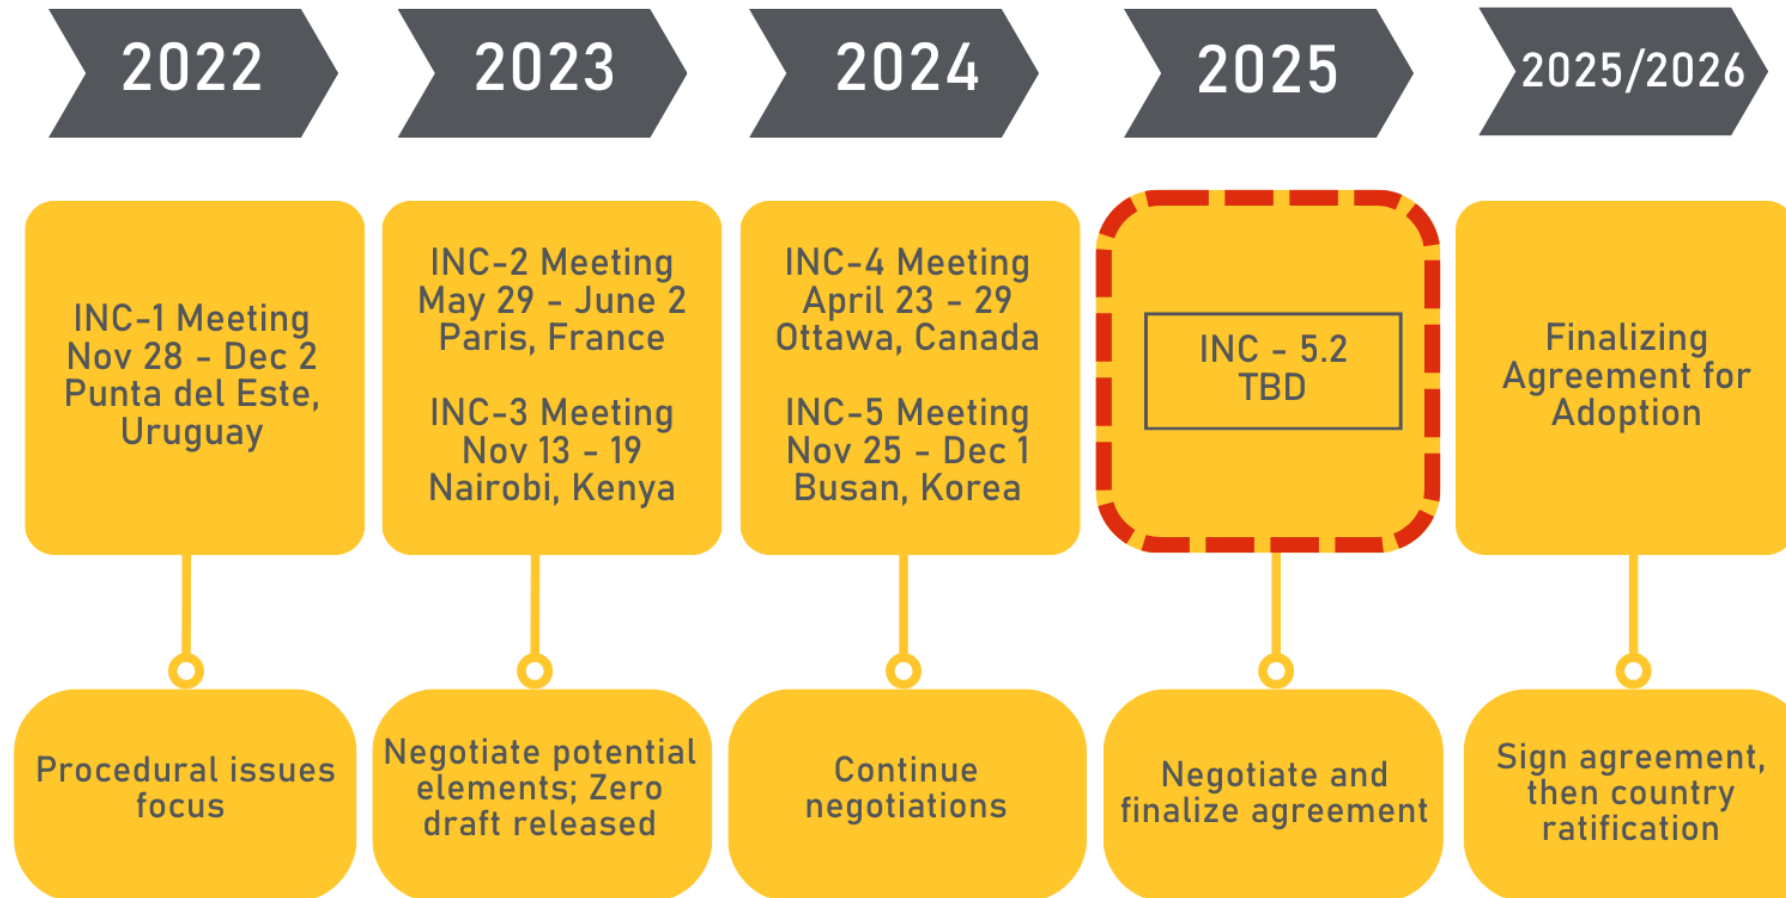 2022
2023
2024
2025
2025/2026
INC-1 Meeting
Nov 28 - Dec 2
Punta del Este,
Uruguay
INC-2 Meeting
May 29 - June 2
Paris, France
INC-3 Meeting
Nov 13 - 19
Nairobi, Kenya
INC-4 Meeting
April 23 - 29
Ottawa, Canada
INC-5 Meeting
Nov 25 - Dec 1
Busan, Korea
INC - 5.2
TBD
Finalizing
Agreement for
Adoption
Procedural issues
focus
Negotiate potential
elements; Zero
draft released
Continue
negotiations
Negotiate and
finalize agreement
Sign agreement,
then country
ratification